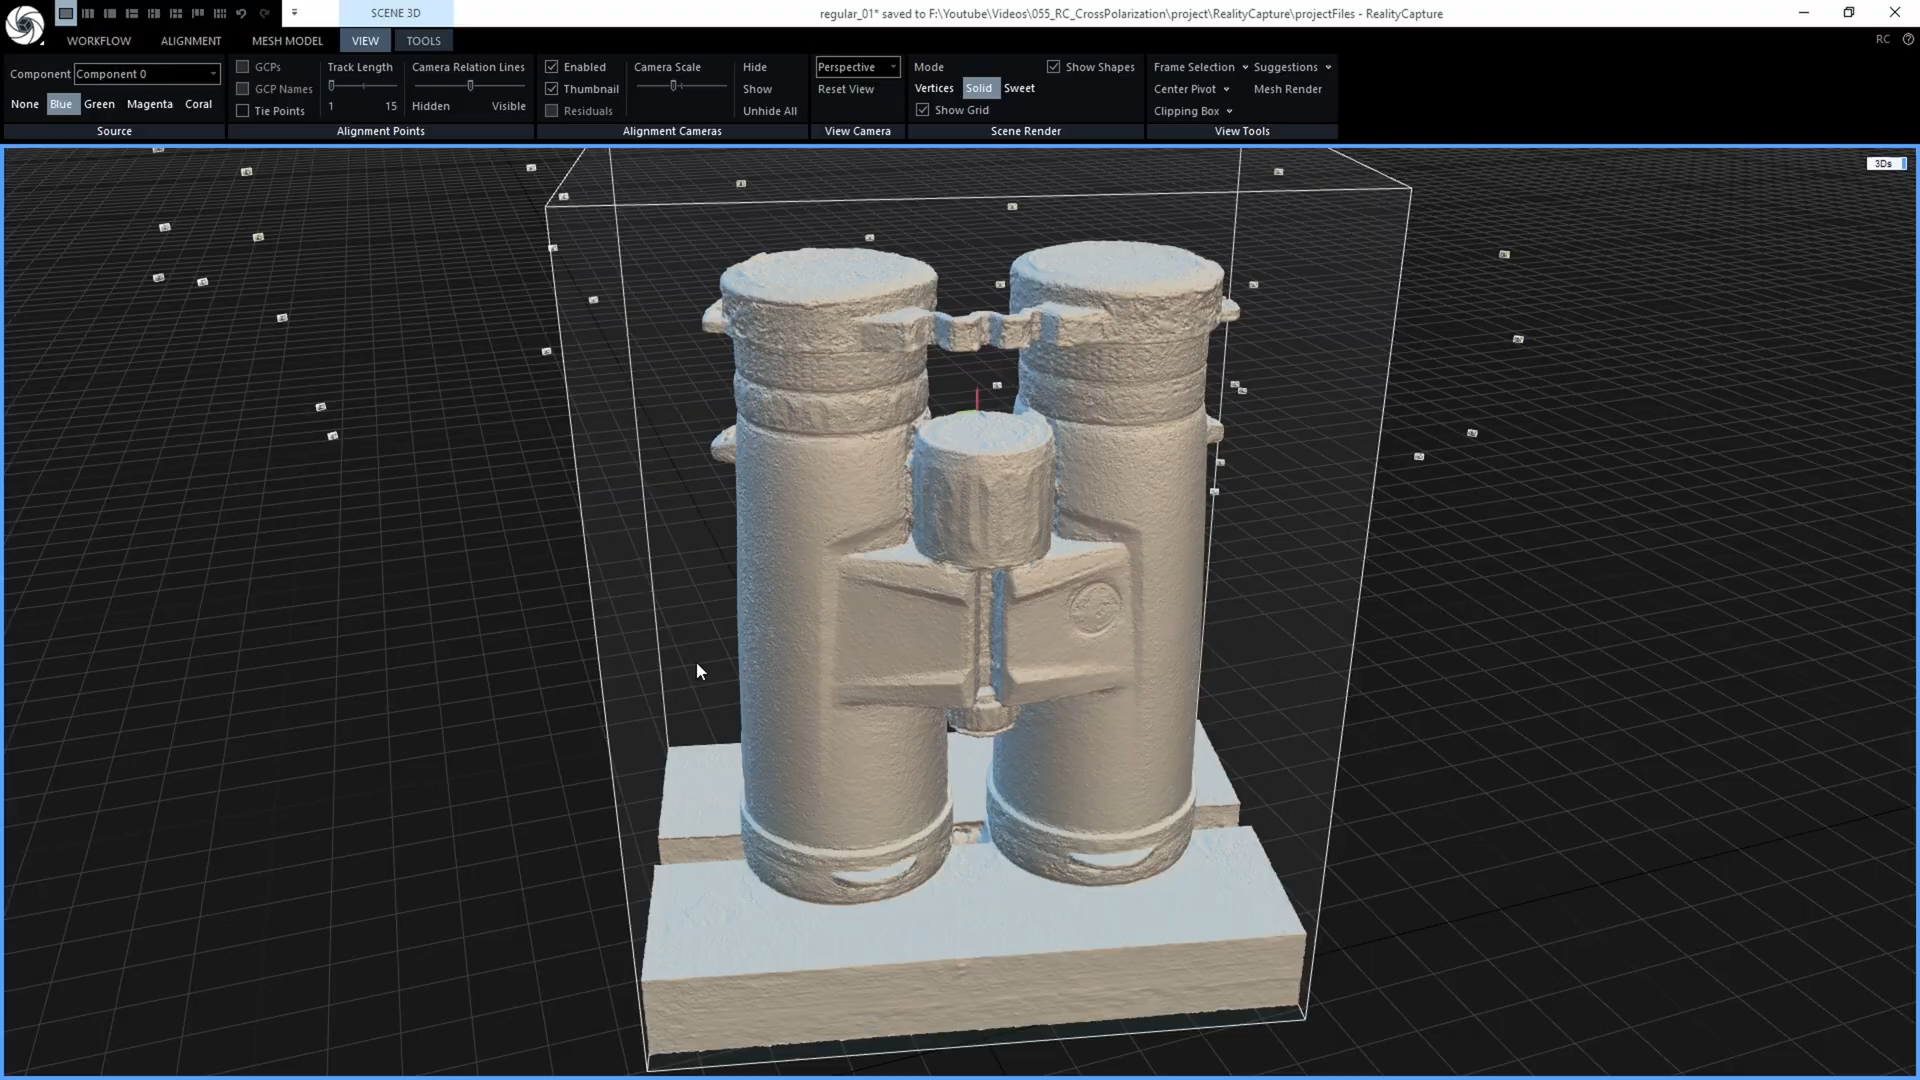 SCENE 3D
regular_01* saved to F:\Youtube\Videos\055_RC_CrossPolarization\project\RealityCapture\projectFiles - RealityCapture
WORKFLOW ALIGNMENT MESH MODEL VIEW TOOLS RC
Component Component 0 GCPs Track Length Camera Relation Lines Enabled Camera Scale Hide Perspective Mode Show Shapes Frame Selection Suggestions
GCP Names Thumbnail Show Reset View Vertices Solid Sweet Center Pivot Mesh Render
None Blue Green Magenta Coral Tie Points 1 15 Hidden Visible Residuals Unhide All Show Grid Clipping Box
Source Alignment Points Alignment Cameras View Camera Scene Render View Tools
3Ds